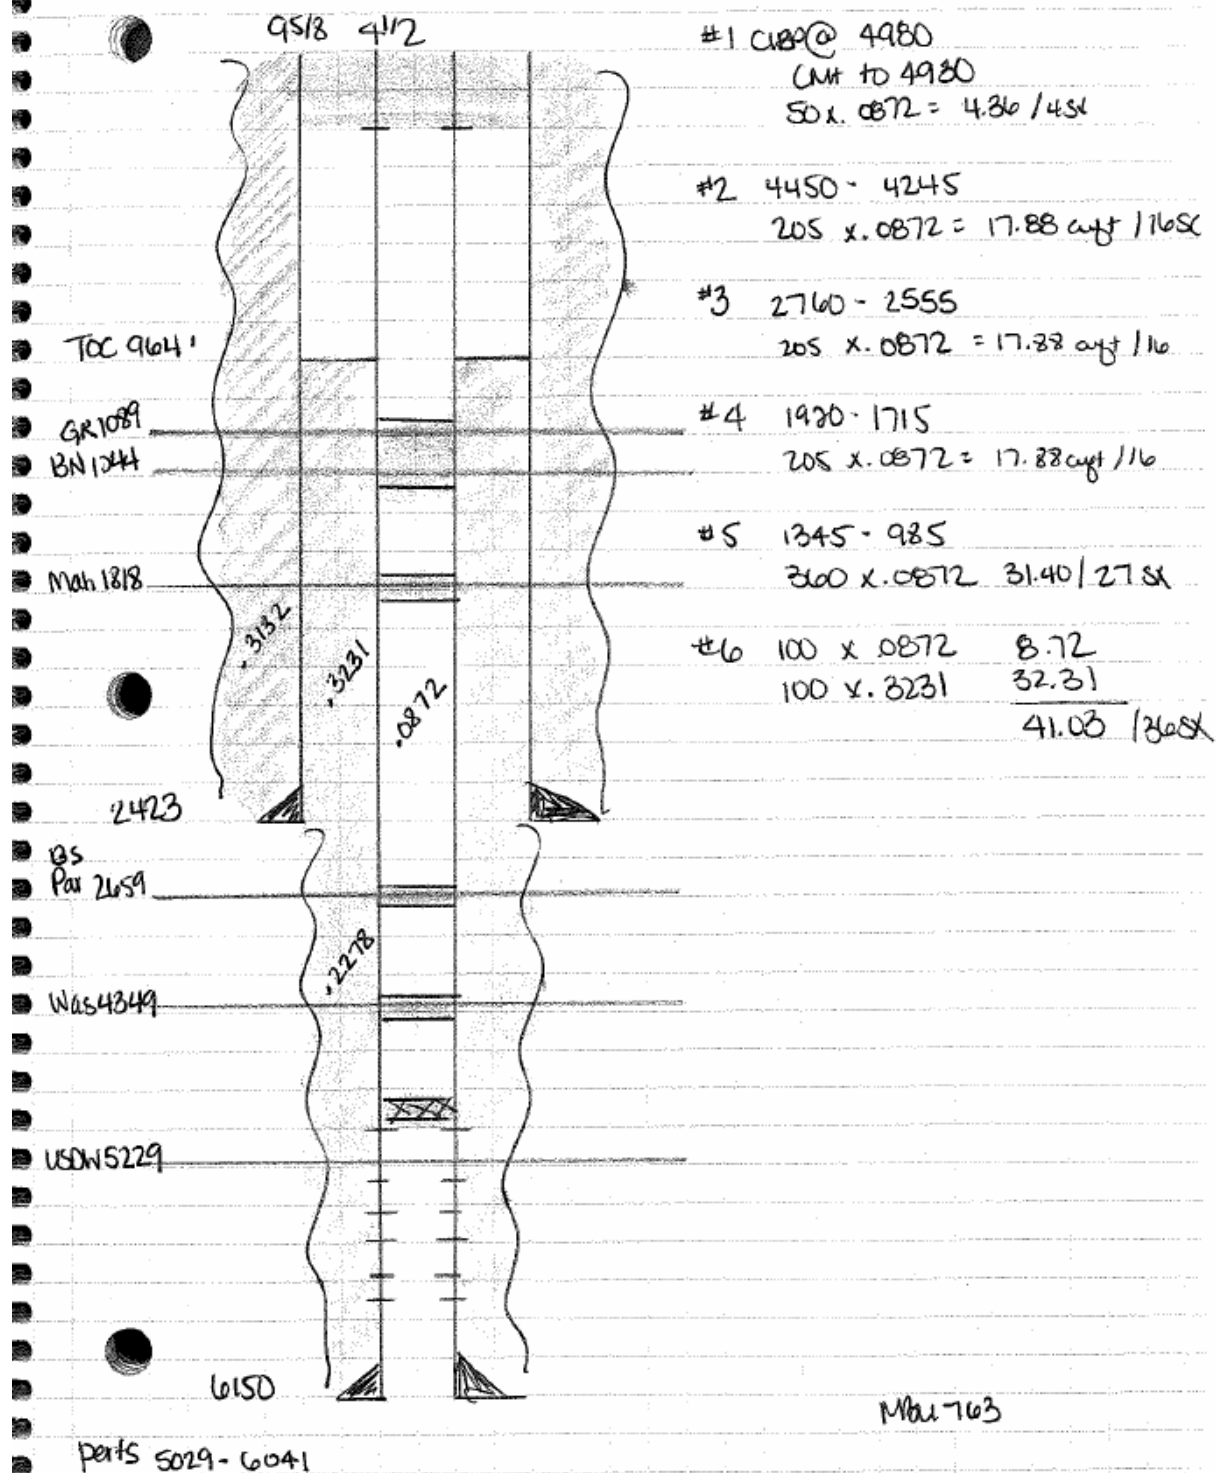 9 5/8 4 1/2
#1 CIBP@ 4980
CMT to 4930
50 x .0872 = 4.36 / 4sx
#2 4450 - 4245
205 x .0872 = 17.88 cuft / 16sx
#3 2760 - 2555
205 x .0872 = 17.88 cuft / 16
TOC 964'
#4 1920 - 1715
205 x .0872 = 17.88 cuft / 16
GR 1089
BN 1244
#5 1345 - 985
360 x .0872 31.40 / 27 sx
Mah 1818
#6 100 x .0872 8.72
100 x .3231 32.31
41.03 / 36sx
.3132
.3231
.0872
2423
BS
Par 2659
.2278
Was 4349
USDW 5229
6150
MBU 763
perfs 5029 - 6041